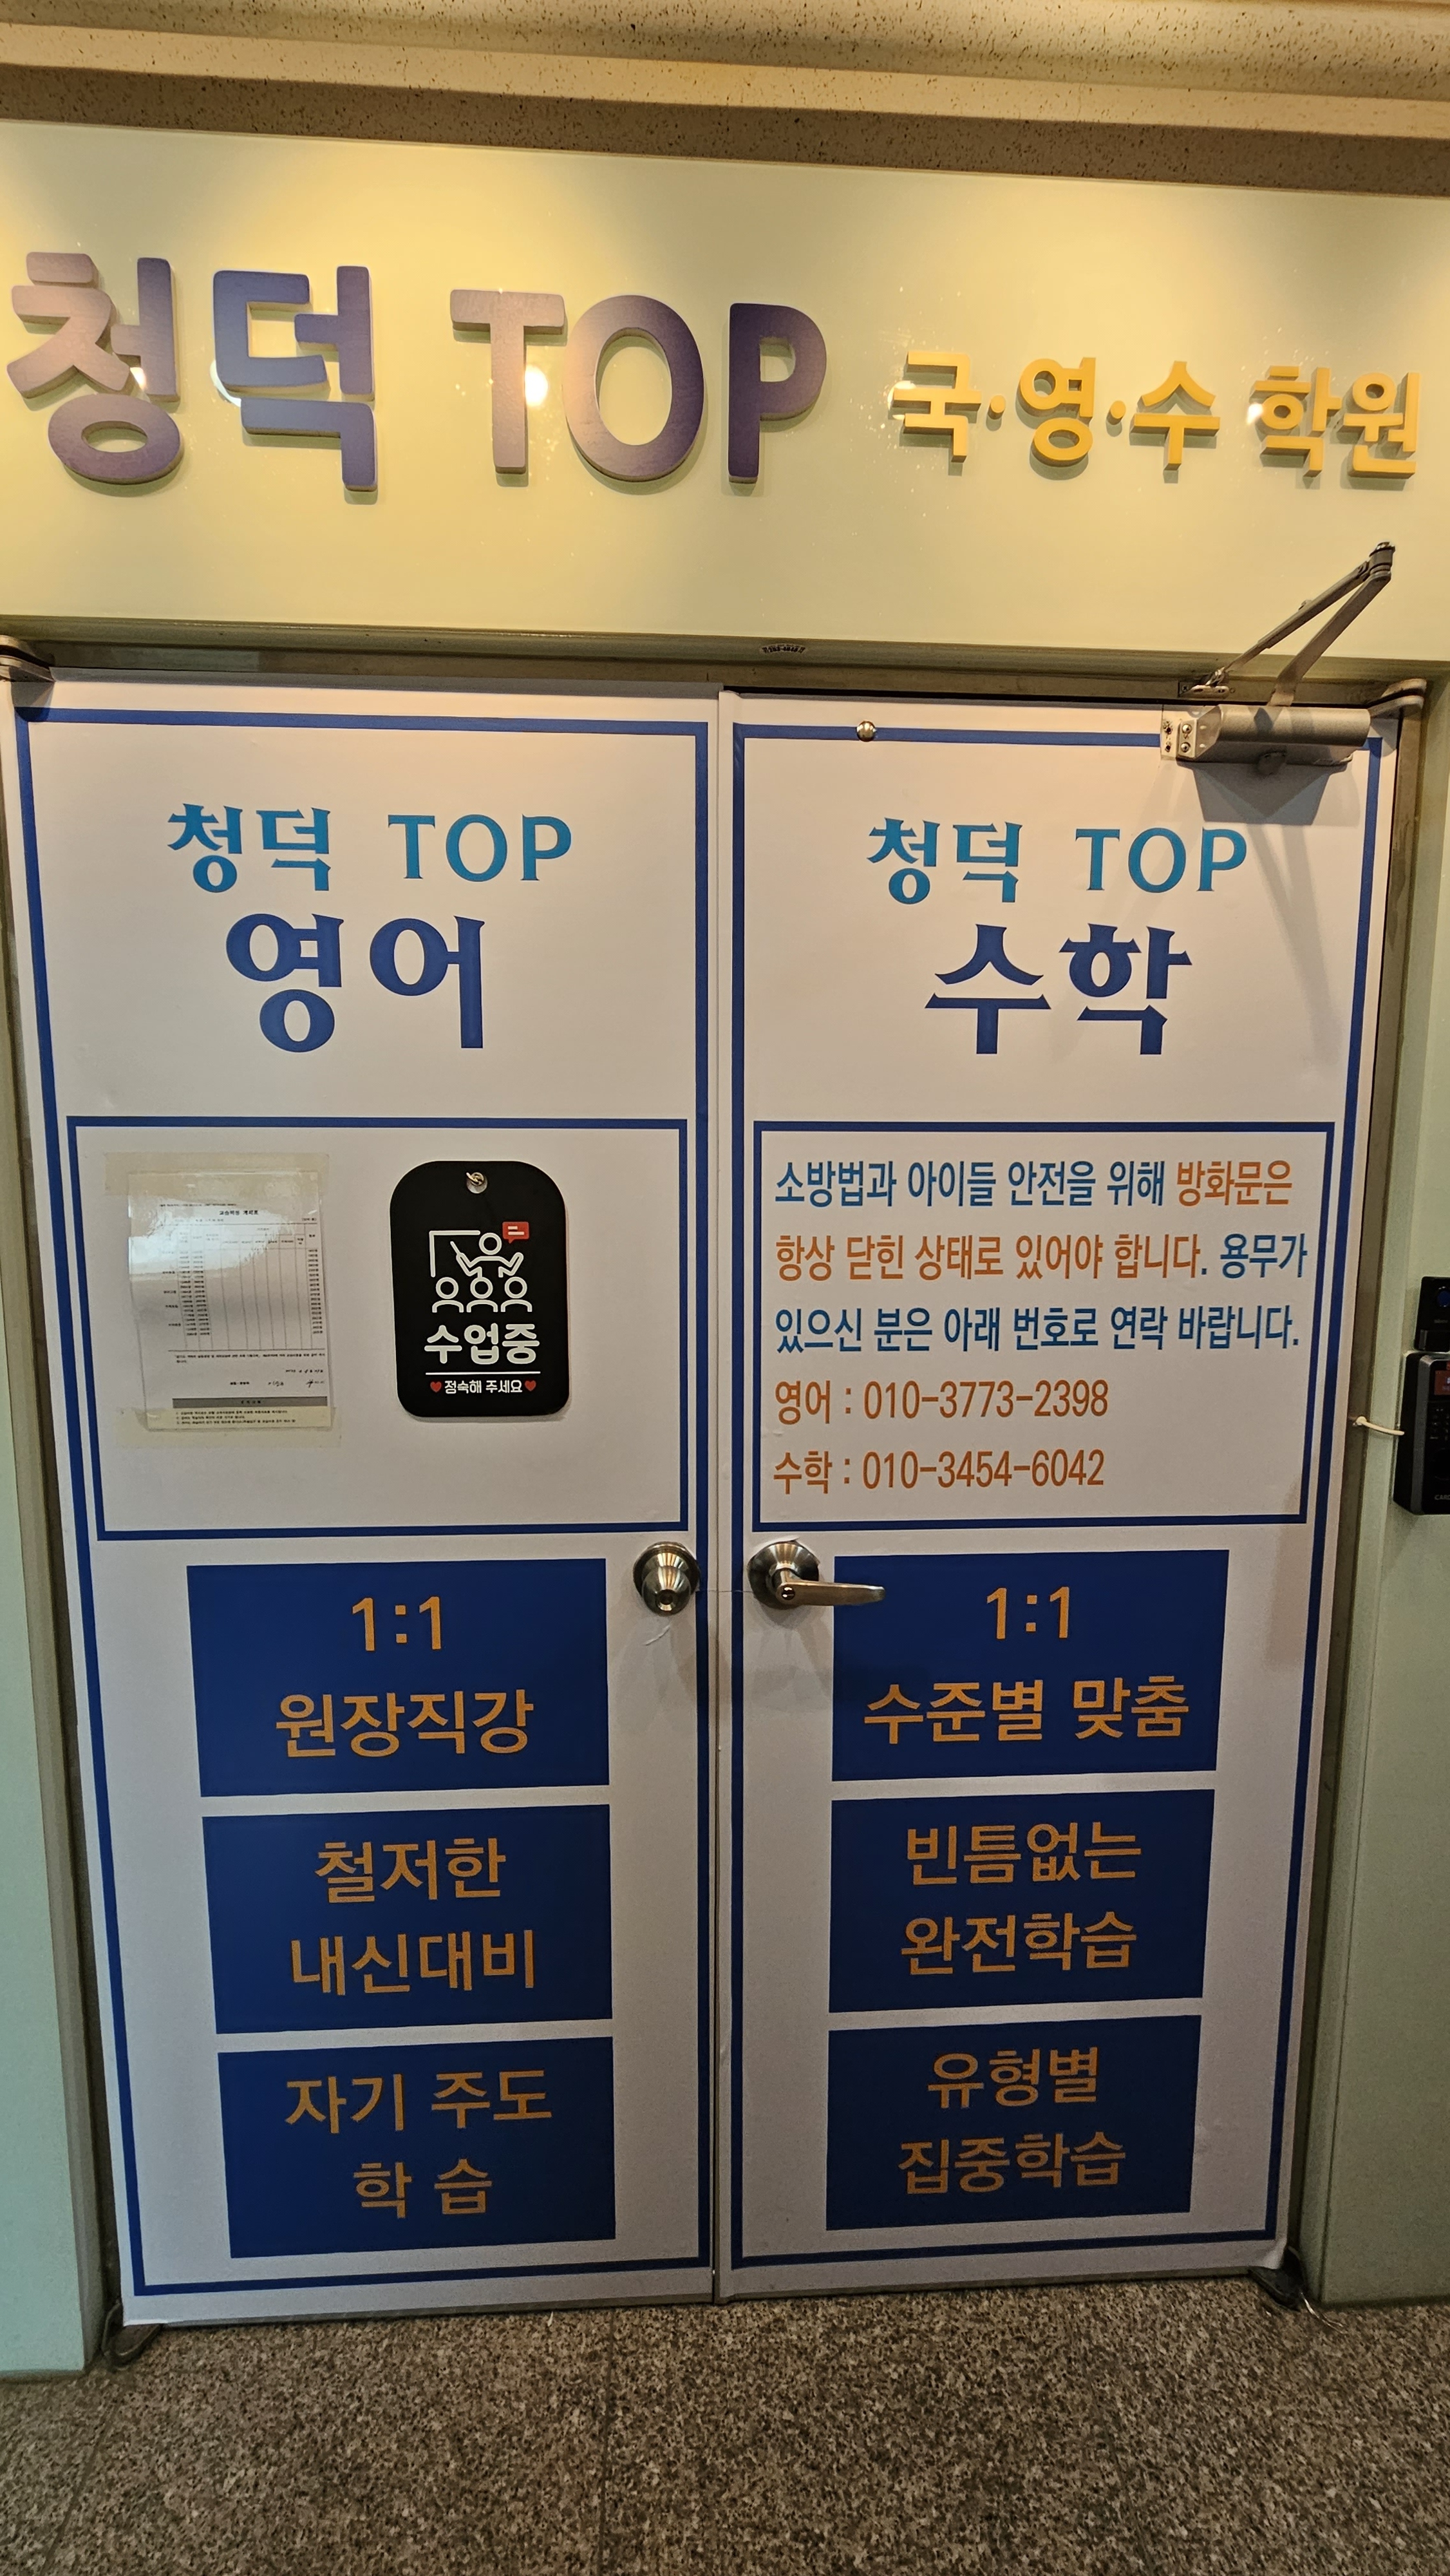 청덕 TOP 국·영·수 학원
청덕 TOP
영어
수업중
정숙해 주세요
1:1
원장직강
철저한
내신대비
자기 주도
학 습
청덕 TOP
수학
소방법과 아이들 안전을 위해 방화문은
항상 닫힌 상태로 있어야 합니다. 용무가
있으신 분은 아래 번호로 연락 바랍니다.
영어 : 010-3773-2398
수학 : 010-3454-6042
1:1
수준별 맞춤
빈틈없는
완전학습
유형별
집중학습